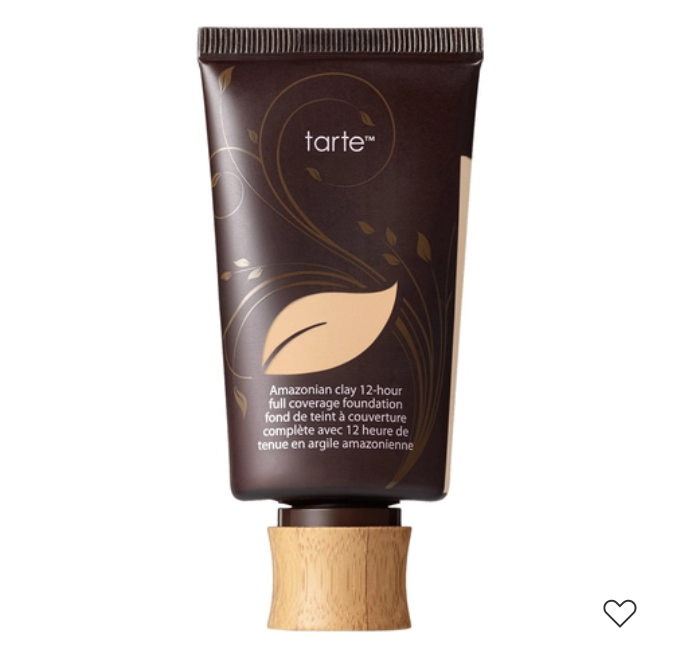 tarte™
Amazonian clay 12-hour
full coverage foundation
fond de teint à couverture
complète avec 12 heure de
tenue en argile amazonienne